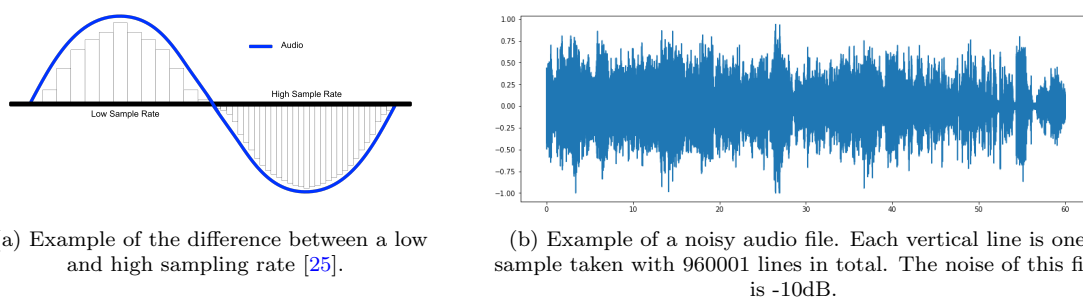 Audio
High Sample Rate
Low Sample Rate
1.00
0.75
0.50
0.25
0.00
−0.25
−0.50
−0.75
−1.00
0 10 20 30 40 50 60
a) Example of the difference between a low
and high sampling rate [25].
(b) Example of a noisy audio file. Each vertical line is one
sample taken with 960001 lines in total. The noise of this fi
is -10dB.